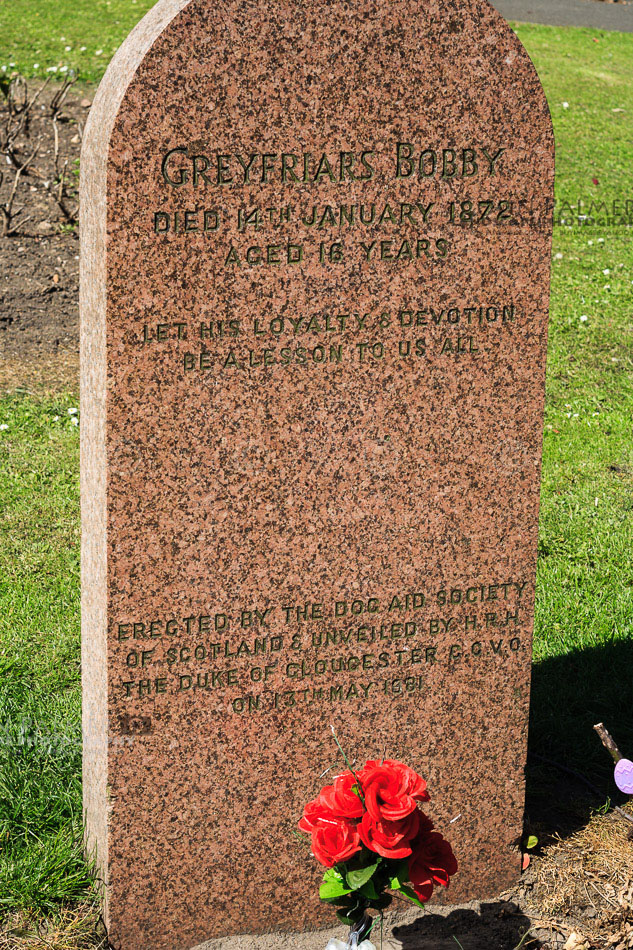 GREYFRIARS BOBBY
DIED 14TH JANUARY 1872
AGED 16 YEARS
LET HIS LOYALTY & DEVOTION
BE A LESSON TO US ALL
ERECTED BY THE DOG AID SOCIETY
OF SCOTLAND & UNVEILED BY H.R.H.
THE DUKE OF GLOUCESTER G.C.V.O.
ON 13TH MAY 1981